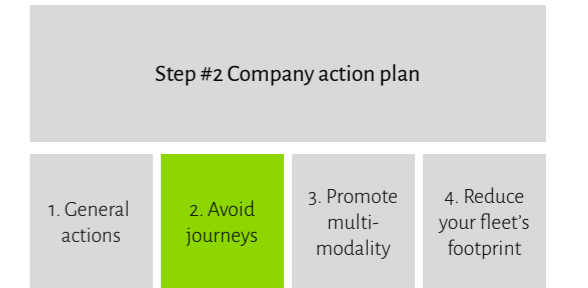 Step #2 Company action plan
1. General
actions
2. Avoid
journeys
3. Promote
multi-
modality
4. Reduce
your fleet's
footprint